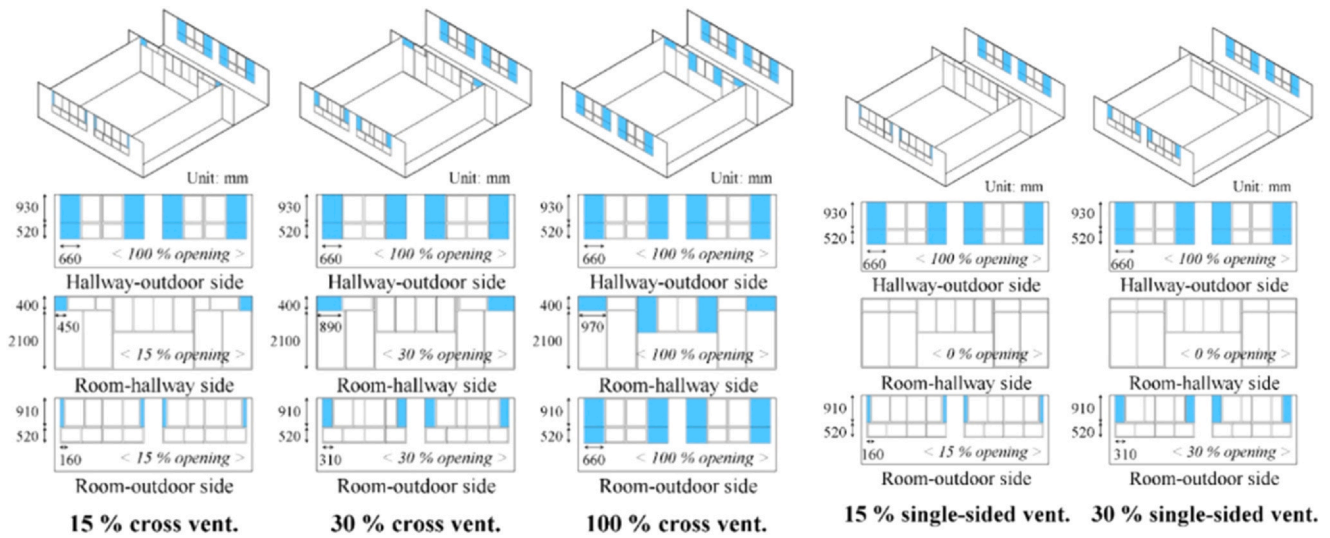 Unit: mm
930
520
660
< 100 % opening >
Hallway-outdoor side
400
450
2100
< 15 % opening >
Room-hallway side
910
520
160
< 15 % opening >
Room-outdoor side
15 % cross vent.
Unit: mm
930
520
660
< 100 % opening >
Hallway-outdoor side
400
890
2100
< 30 % opening >
Room-hallway side
910
520
310
< 30 % opening >
Room-outdoor side
30 % cross vent.
Unit: mm
930
520
660
< 100 % opening >
Hallway-outdoor side
400
970
2100
< 100 % opening >
Room-hallway side
910
520
660
< 100 % opening >
Room-outdoor side
100 % cross vent.
Unit: mm
930
520
660
< 100 % opening >
Hallway-outdoor side
< 0 % opening >
Room-hallway side
910
520
160
< 15 % opening >
Room-outdoor side
15 % single-sided vent.
Unit: mm
930
520
660
< 100 % opening >
Hallway-outdoor side
< 0 % opening >
Room-hallway side
910
520
310
< 30 % opening >
Room-outdoor side
30 % single-sided vent.